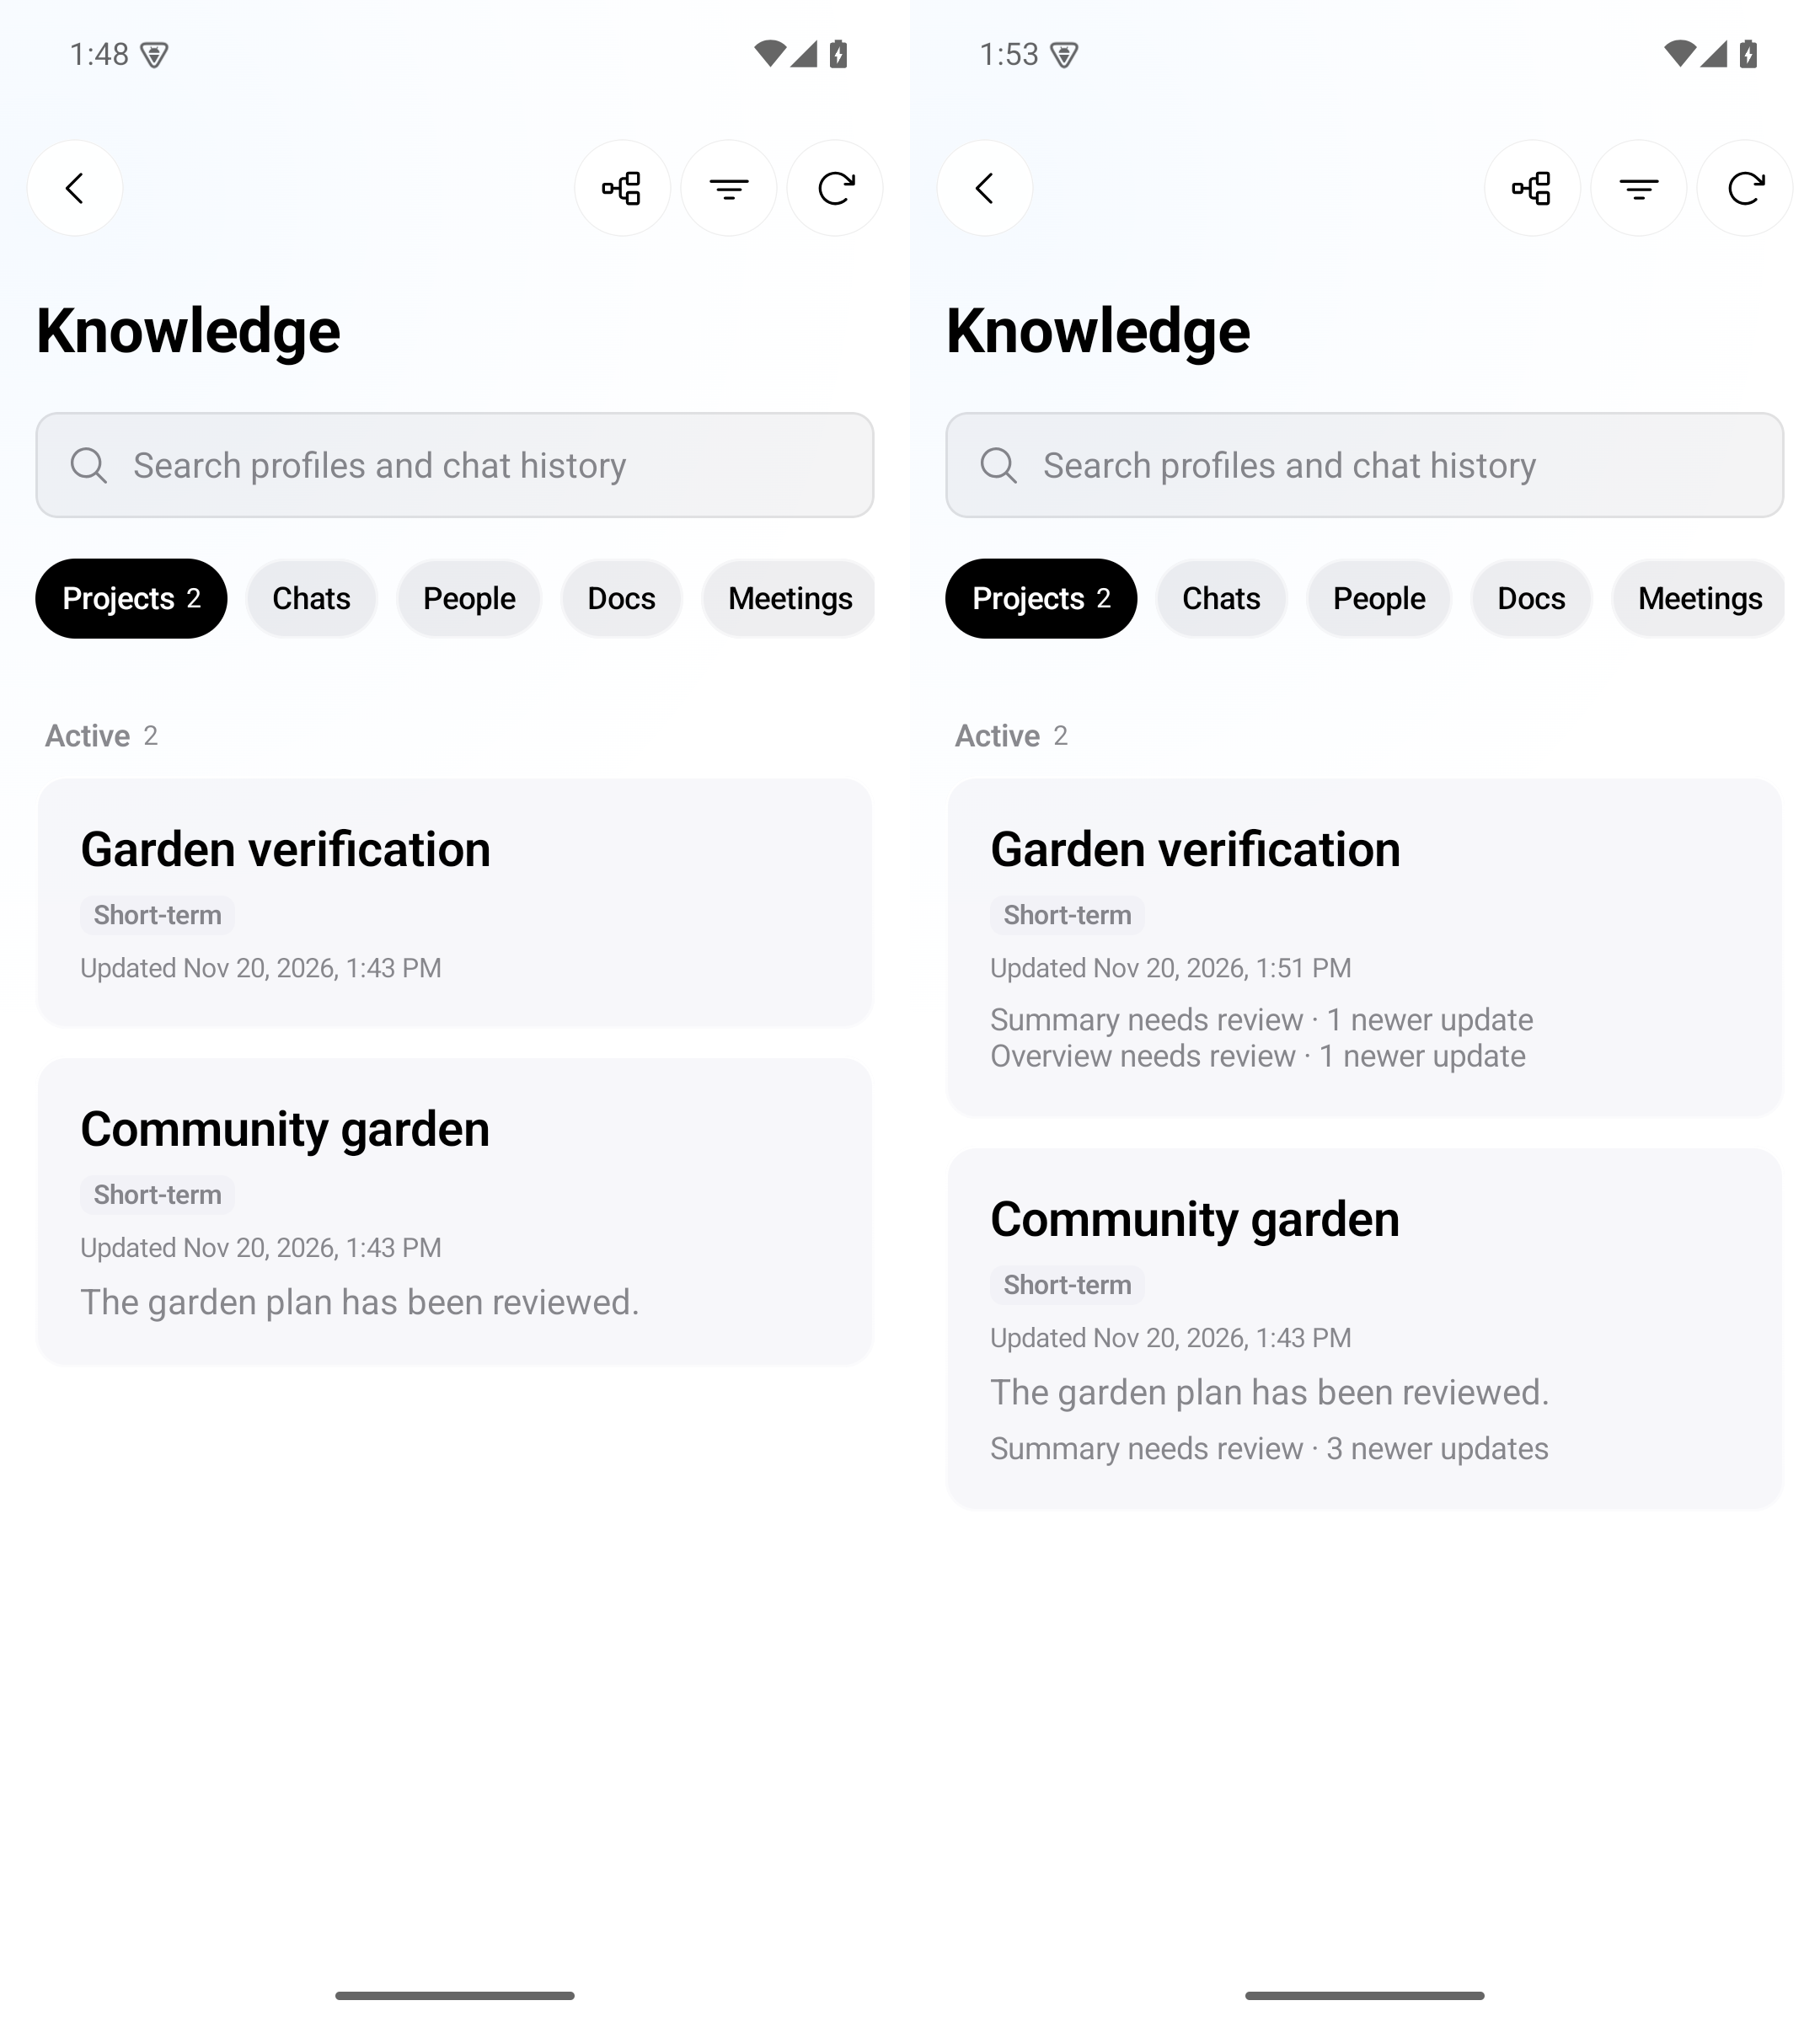 1:48
Knowledge
Search profiles and chat history
Projects 2 Chats People Docs Meetings
Active 2
Garden verification
Short-term
Updated Nov 20, 2026, 1:43 PM
Community garden
Short-term
Updated Nov 20, 2026, 1:43 PM
The garden plan has been reviewed.
1:53
Knowledge
Search profiles and chat history
Projects 2 Chats People Docs Meetings
Active 2
Garden verification
Short-term
Updated Nov 20, 2026, 1:51 PM
Summary needs review · 1 newer update
Overview needs review · 1 newer update
Community garden
Short-term
Updated Nov 20, 2026, 1:43 PM
The garden plan has been reviewed.
Summary needs review · 3 newer updates